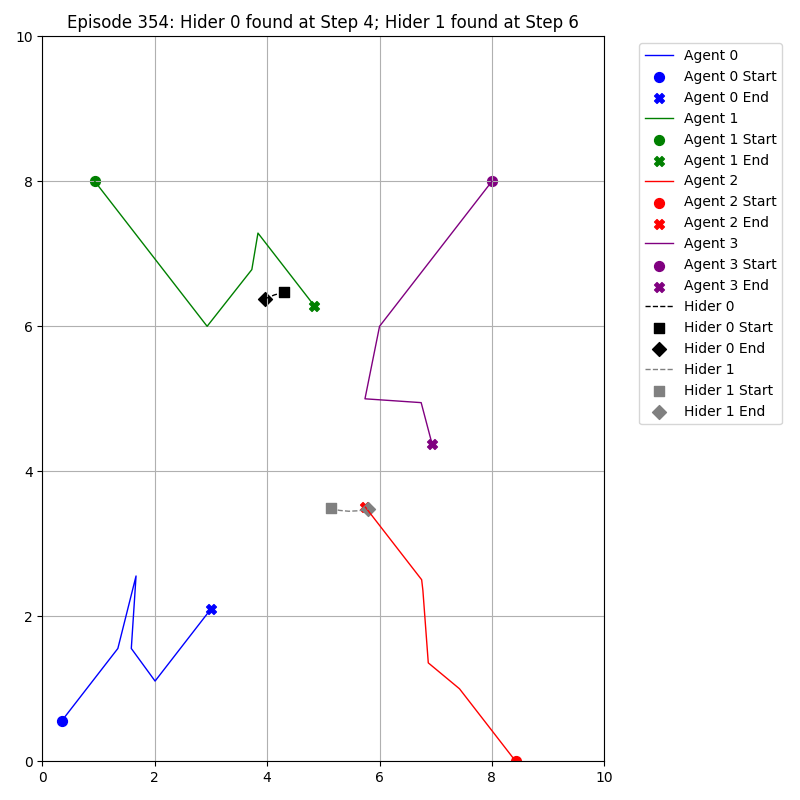 Episode 354: Hider 0 found at Step 4; Hider 1 found at Step 6
10
8
6
4
2
0
0 2 4 6 8 10
Agent 0
Agent 0 Start
Agent 0 End
Agent 1
Agent 1 Start
Agent 1 End
Agent 2
Agent 2 Start
Agent 2 End
Agent 3
Agent 3 Start
Agent 3 End
Hider 0
Hider 0 Start
Hider 0 End
Hider 1
Hider 1 Start
Hider 1 End